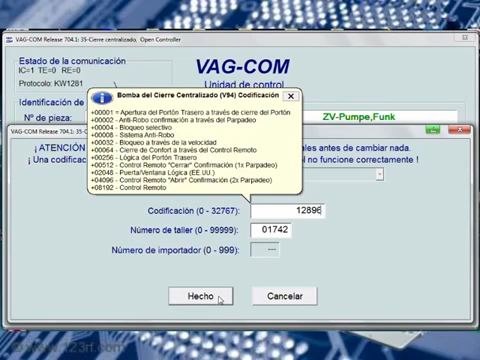 VAG-COM Release 704.1: 35-Cierre centralizado, Open Controller
Estado de la comunicación
IC=1 TE=0 RE=0
Protocolo: KW1281
VAG-COM
Unidad de control
Identificación de
Nº de pieza:
ZV-Pumpe,Funk
VAG-COM Release 704.1: 35-Cierre
¡ ATENCIÓN
ales antes de cambiar nada.
¡ Una codificac
ol no funcione correctamente !
Bomba del Cierre Centralizado (V94) Codificación
+00001 = Apertura del Portón Trasero a través de cierre del Portón
+00002 - Anti-Robo confirmación a través del Parpadeo)
+00004 - Bloqueo selectivo
+00008 - Sistema Anti-Robo
+00032 - Bloqueo a través de la velocidad
+00064 - Cierre de Confort a través del Control Remoto
+00256 - Lógica del Portón Trasero
+00512 - Control Remoto "Cerrar" Confirmación (1x Parpadeo)
+02048 - Puerta/Ventana Lógica (EE.UU.)
+04096 - Control Remoto "Abrir" Confirmación (2x Parpadeo)
+08192 - Control Remoto
Codificación (0 - 32767):
12896
Número de taller (0 - 99999):
01742
Número de importador (0 - 999):
---
Hecho
Cancelar
www.123rf.com